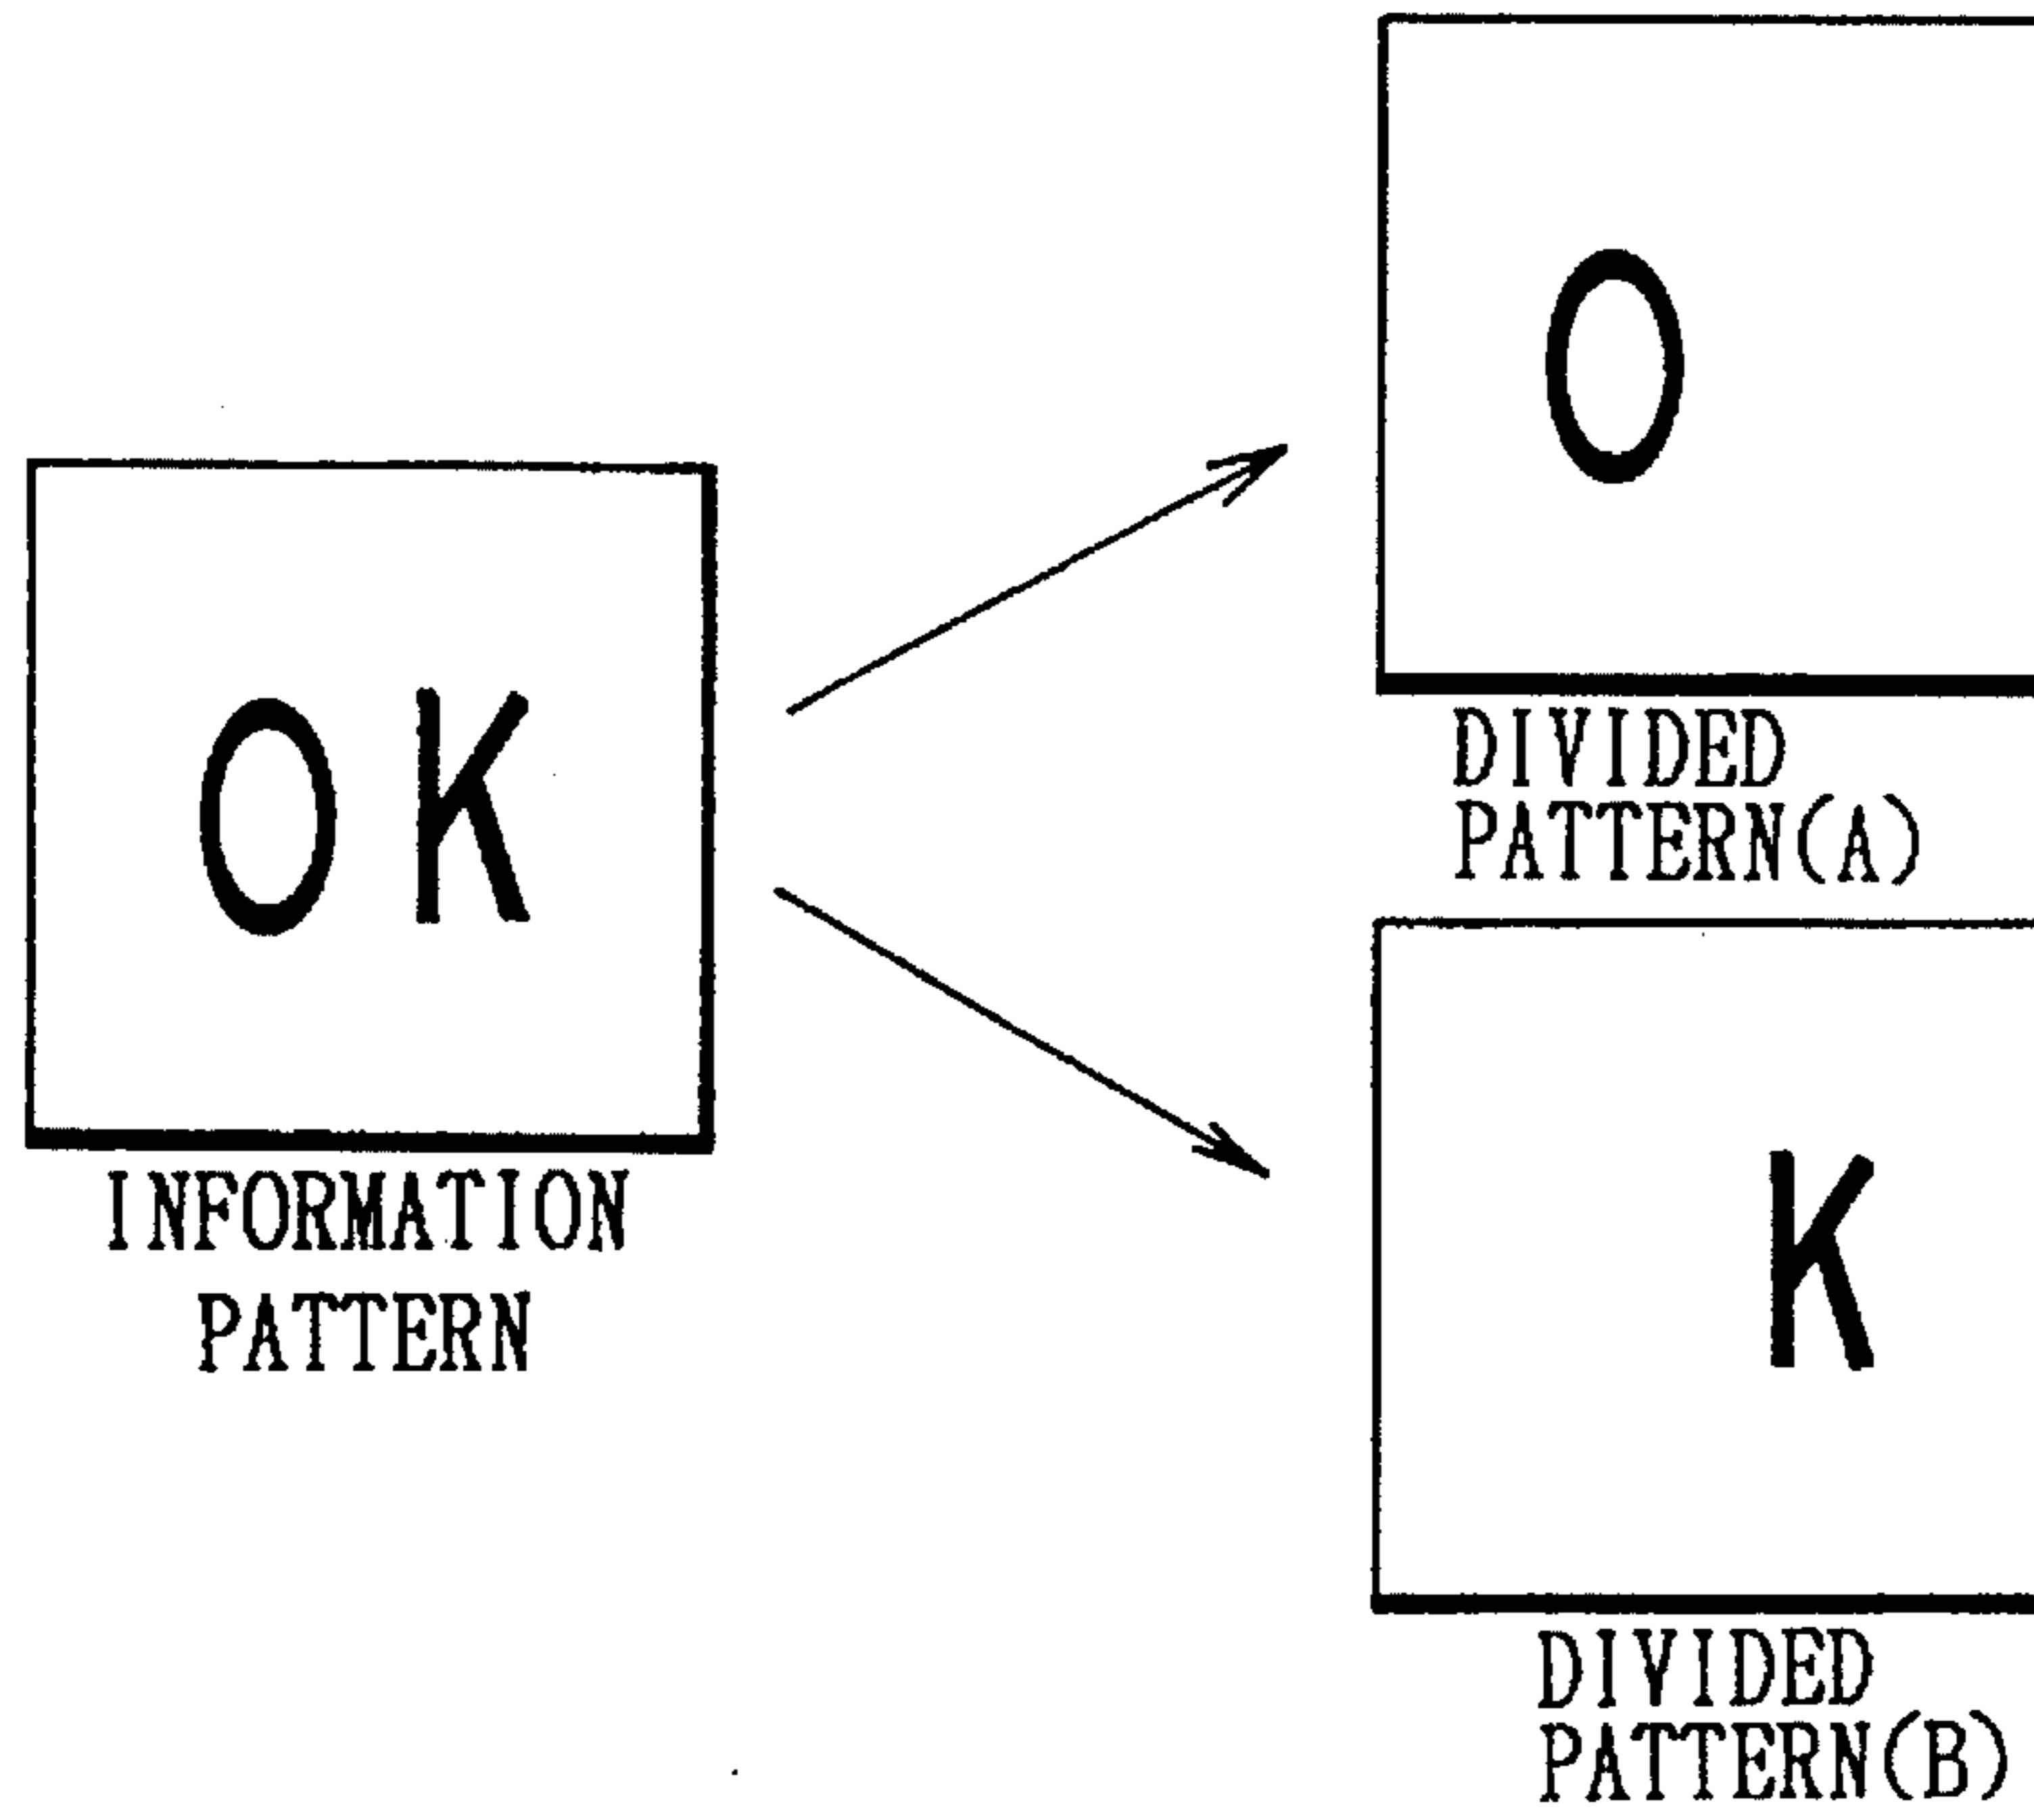 OK
INFORMATION
PATTERN
O
DIVIDED
PATTERN(A)
K
DIVIDED
PATTERN(B)